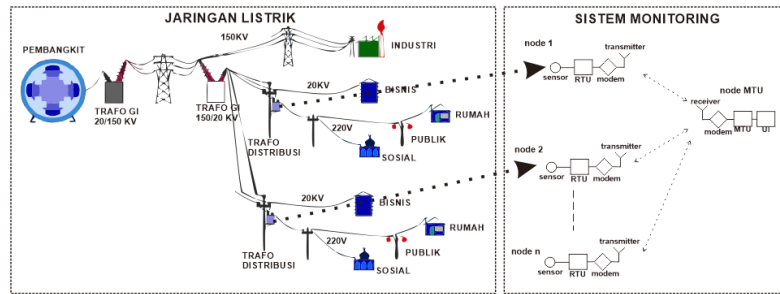 JARINGAN LISTRIK
PEMBANGKIT
TRAFO GI
20/150 KV
150KV
TRAFO GI
150/20 KV
INDUSTRI
20KV
BISNIS
TRAFO
DISTRIBUSI
220V
RUMAH
PUBLIK
SOSIAL
20KV
BISNIS
TRAFO
DISTRIBUSI
220V
RUMAH
PUBLIK
SOSIAL
SISTEM MONITORING
node 1
transmitter
sensor
RTU
modem
node MTU
receiver
modem
MTU
UI
node 2
transmitter
sensor
RTU
modem
node n
transmitter
sensor
RTU
modem